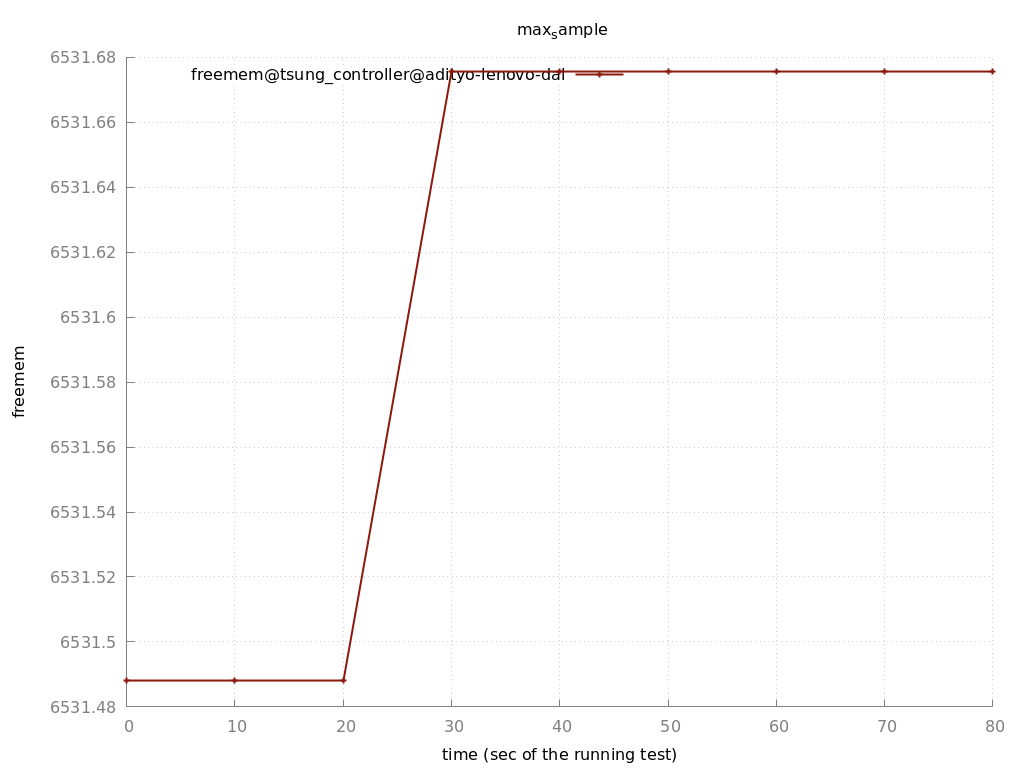 max_sample
6531.68
freemem@tsung_controller@adityo-lenovo-dal
6531.66
6531.64
6531.62
6531.6
6531.58
6531.56
6531.54
6531.52
6531.5
6531.48
freemem
0 10 20 30 40 50 60 70 80
time (sec of the running test)